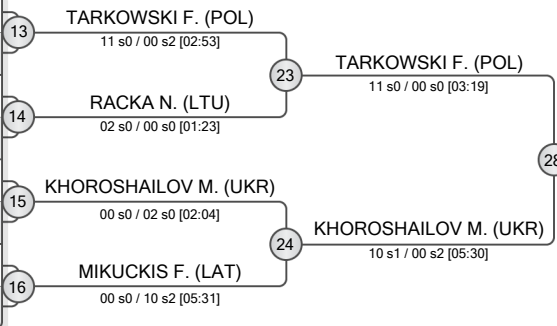 13
TARKOWSKI F. (POL)
11 s0 / 00 s2 [02:53]
23
TARKOWSKI F. (POL)
11 s0 / 00 s0 [03:19]
14
RACKA N. (LTU)
02 s0 / 00 s0 [01:23]
28
15
KHOROSHAILOV M. (UKR)
00 s0 / 02 s0 [02:04]
24
KHOROSHAILOV M. (UKR)
10 s1 / 00 s2 [05:30]
16
MIKUCKIS F. (LAT)
00 s0 / 10 s2 [05:31]